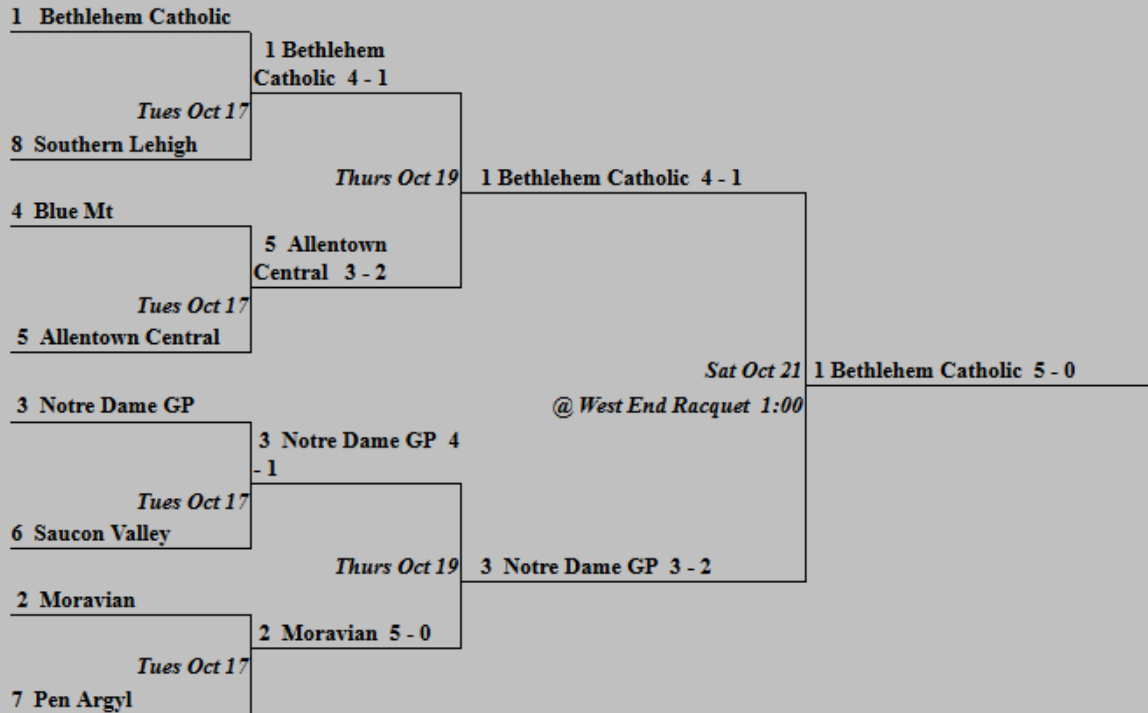 1 Bethlehem Catholic
1 Bethlehem
Catholic 4 - 1
Tues Oct 17
8 Southern Lehigh
Thurs Oct 19
1 Bethlehem Catholic 4 - 1
4 Blue Mt
5 Allentown
Central 3 - 2
Tues Oct 17
5 Allentown Central
Sat Oct 21
1 Bethlehem Catholic 5 - 0
@ West End Racquet 1:00
3 Notre Dame GP
3 Notre Dame GP 4
- 1
Tues Oct 17
6 Saucon Valley
Thurs Oct 19
3 Notre Dame GP 3 - 2
2 Moravian
2 Moravian 5 - 0
Tues Oct 17
7 Pen Argyl